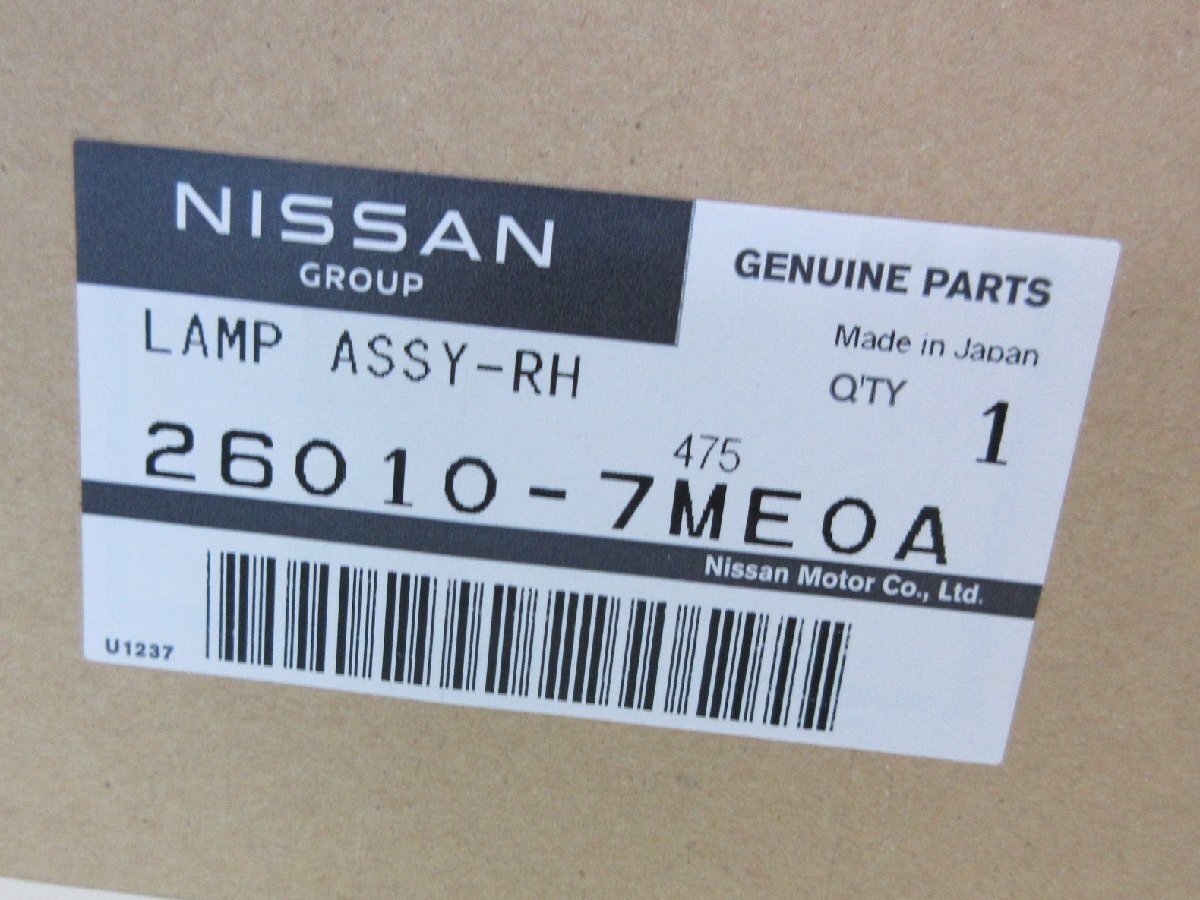 NISSAN
GROUP
GENUINE PARTS
Made in Japan
LAMP ASSY-RH
Q'TY 1
475
26010-7ME0A
Nissan Motor Co., Ltd.
U1237